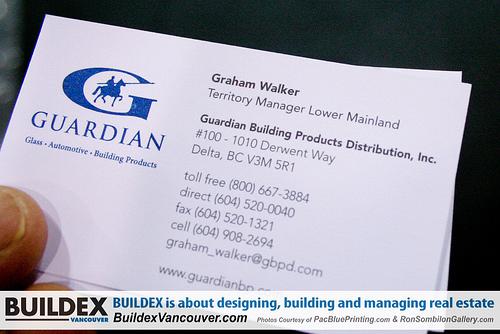 GUARDIAN
Glass • Automotive • Building Products
Graham Walker
Territory Manager Lower Mainland
Guardian Building Products Distribution, Inc.
#100 - 1010 Derwent Way
Delta, BC V3M 5R1
toll free (800) 667-3884
direct (604) 520-0040
fax (604) 520-1321
cell (604) 908-2694
graham_walker@gbpd.com
www.guardianbp.c
BUILDEX
VANCOUVER
BUILDEX is about designing, building and managing real estate
BuildexVancouver.com Photos Courtesy of PacBluePrinting.com & RonSombilonGallery.com